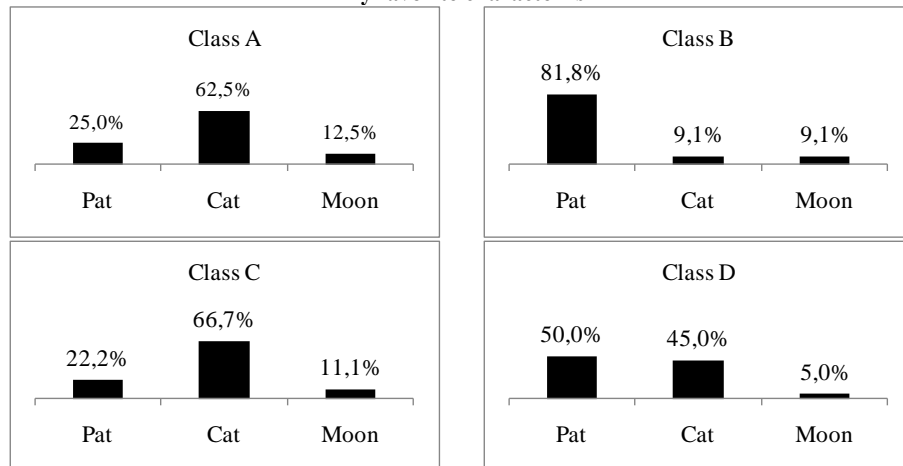 Class A
25,0%
62,5%
12,5%
Pat Cat Moon
Class B
81,8%
9,1%
9,1%
Pat Cat Moon
Class C
22,2%
66,7%
11,1%
Pat Cat Moon
Class D
50,0%
45,0%
5,0%
Pat Cat Moon